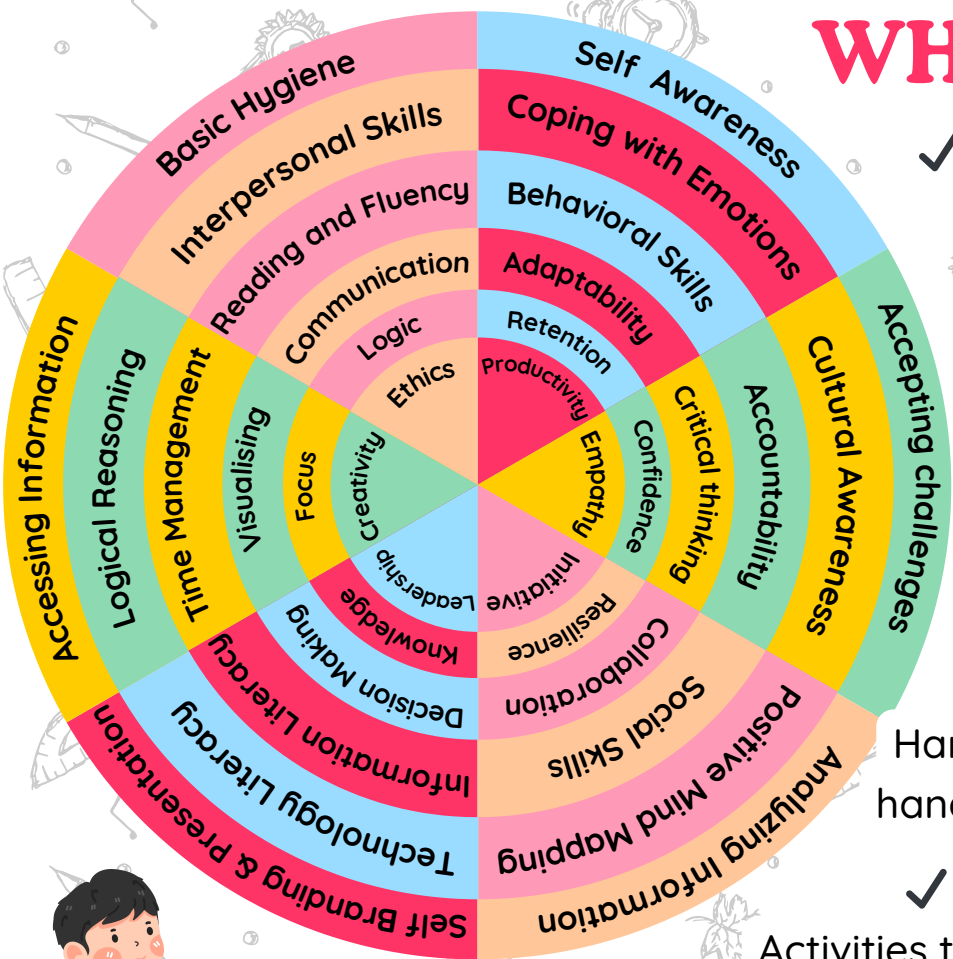 Basic Hygiene
Interpersonal Skills
Reading and Fluency
Communication
Logic
Ethics
Self Awareness
Coping with Emotions
Behavioral Skills
Adaptability
Retention
Productivity
Accepting challenges
Cultural Awareness
Accountability
Critical thinking
Confidence
Empathy
Analyzing Information
Positive Mind Mapping
Social Skills
Collaboration
Resilience
Initiative
Self Branding & Presentation
Technology Literacy
Information Literacy
Decision Making
Knowledge
Leadership
Accessing Information
Logical Reasoning
Time Management
Visualising
Focus
Creativity
WH
Har
hand
Activities t